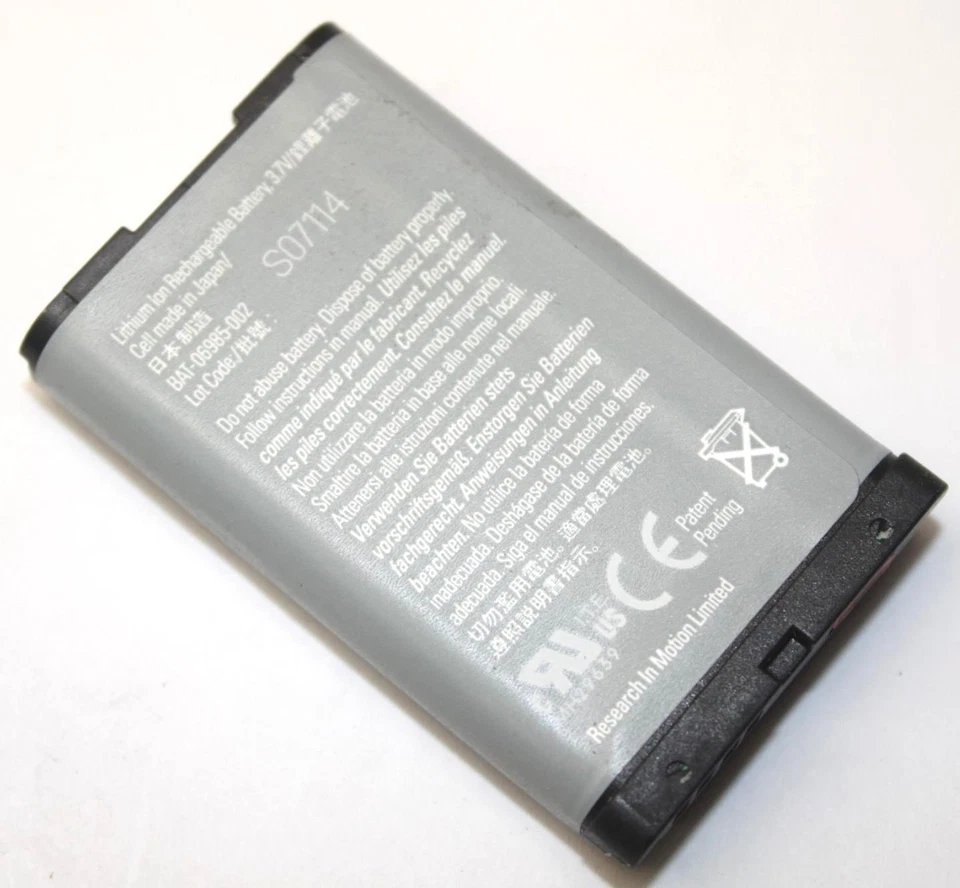 Lithium Ion Rechargeable Battery, 3.7V/鋰離子電池
Cell made in Japan/
日本制造
BAT-06985-002
Lot Code/批號:
S07114
Do not abuse battery. Dispose of battery properly.
Follow instructions in manual. Utilisez les piles
comme indiqué par le fabricant. Recyclez
les piles correctement. Consultez le manuel.
Non utilizzare la batteria in modo improprio.
Smaltire la batteria in base alle norme locali.
Attenersi alle istruzioni contenute nel manuale.
Verwenden Sie Batterien stets
vorschriftsgemäß. Enstorgen Sie Batterien
fachgerecht. Anweisungen in Anleitung
beachten. No utilice la batería de forma
inadecuada. Deshágase de la batería de forma
adecuada. Siga el manual de instrucciones.
切勿濫用電池。適當處理電池。
遵照說明書指示。
US
CE
Patent
Pending
Research In Motion Limited